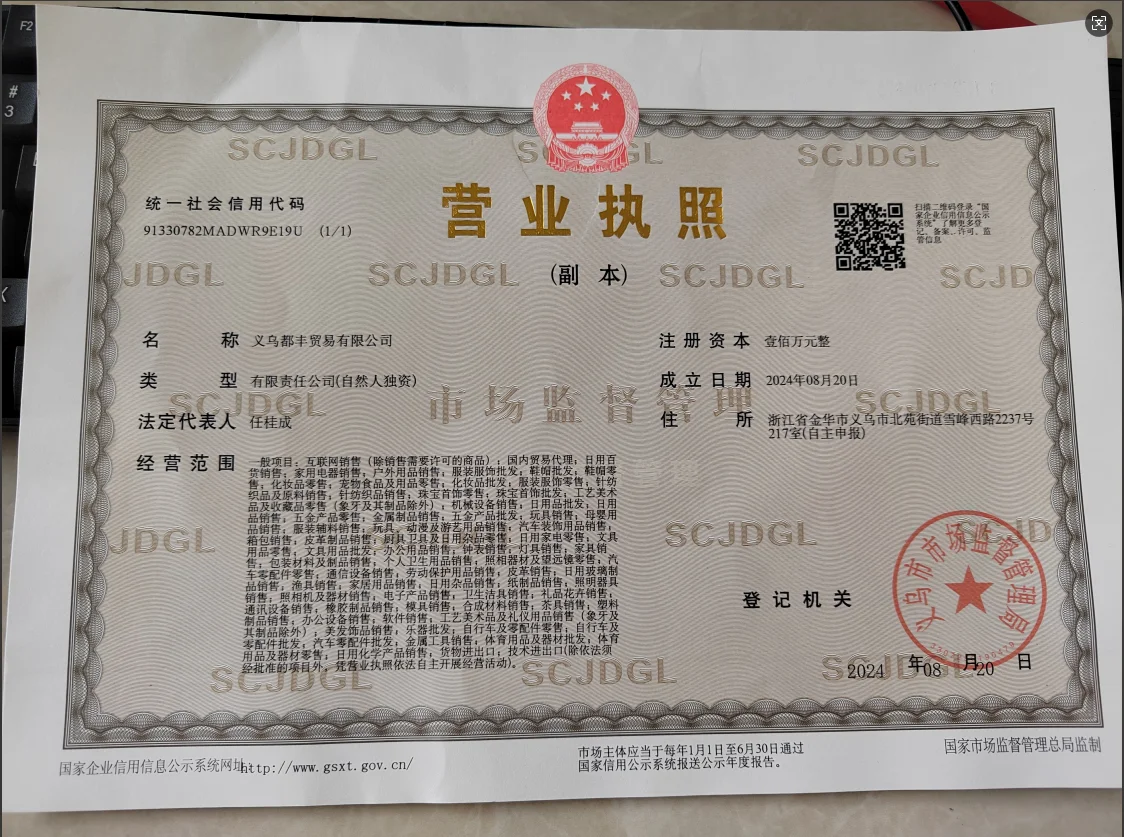 F2
#
3
K
SCJDGL
SCJDGL
SCJDGL
营业执照
(副 本)
统一社会信用代码
91330782MADWR9E19U (1/1)
扫描二维码登录“国
家企业信用信息公示
系统”了解更多登
记、备案、许可、监
管信息
JDGL
SCJDGL
SCJDGL
SCJD
名称 义乌都丰贸易有限公司
类型 有限责任公司(自然人独资)
法定代表人 任桂成
注册资本 壹佰万元整
成立日期 2024年08月20日
住所 浙江省金华市义乌市北苑街道雪峰西路2237号
217室(自主申报)
SCJDGL
市场监督管理
SCJDGL
经营范围 一般项目：互联网销售（除销售需要许可的商品）；国内贸易代理；日用百
货销售；家用电器销售；户外用品销售；服装服饰批发；鞋帽批发；鞋帽零
售；化妆品零售；宠物食品及用品零售；化妆品批发；服装服饰零售；针纺
织品及原料销售；针纺织品销售；珠宝首饰零售；珠宝首饰批发；工艺美术
品及收藏品零售（象牙及其制品除外）；机械设备销售；日用品批发；日用
品销售；五金产品零售；金属制品销售；五金产品批发；玩具销售；母婴用
品销售；服装辅料销售；玩具、动漫及游艺用品销售；汽车装饰用品销售；
箱包销售；皮革制品销售；厨具卫具及日用杂品零售；日用家电零售；文具
用品零售；文具用品批发；办公用品销售；钟表销售；灯具销售；家具销
售；包装材料及制品销售；个人卫生用品销售；照相器材及望远镜零售；汽
车零配件零售；通信设备销售；劳动保护用品销售；皮革销售；日用玻璃制
品销售；渔具销售；家居用品销售；日用杂品销售；纸制品销售；照明器具
销售；照相机及器材销售；电子产品销售；卫生洁具销售；礼品花卉销售；
通讯设备销售；橡胶制品销售；模具销售；合成材料销售；茶具销售；塑料
制品销售；办公设备销售；软件销售；工艺美术品及礼仪用品销售（象牙及
其制品除外）；美发饰品销售；乐器批发；自行车及零配件零售；自行车及
零配件批发；汽车零配件批发；金属工具销售；体育用品及器材批发；体育
用品及器材零售；日用化学产品销售；货物进出口；技术进出口(除依法须
经批准的项目外，凭营业执照依法自主开展经营活动)。
JDGL
SCJDGL
SCJD
登记机关
义乌市市场监督管理局
2024 年 08 月 20 日
SCJDGL
SCJDGL
SCJDGL
国家企业信用信息公示系统网址:http://www.gsxt.gov.cn/
市场主体应当于每年1月1日至6月30日通过
国家信用公示系统报送公示年度报告。
国家市场监督管理总局监制